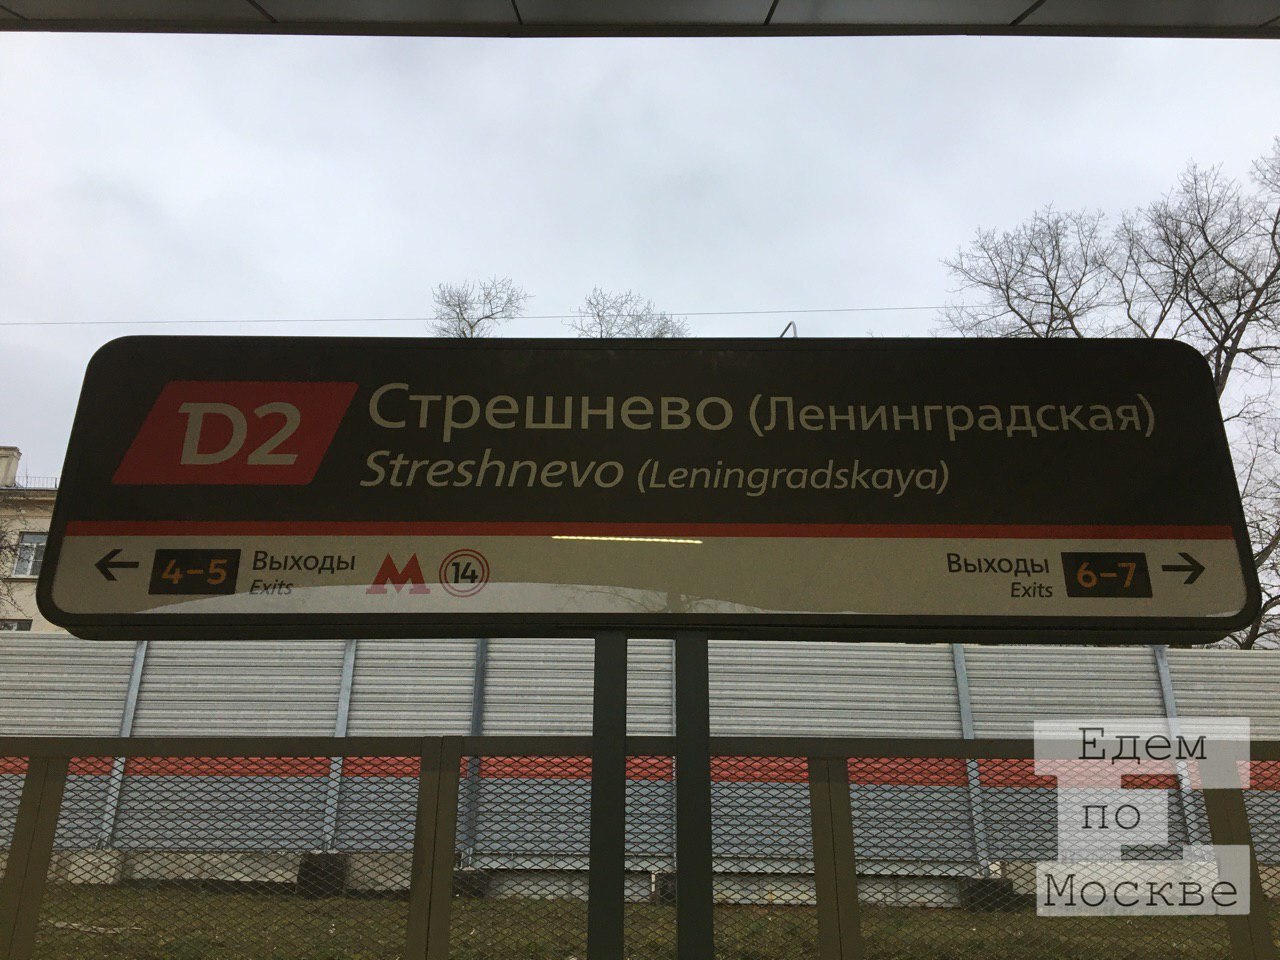 D2
Стрешнево (Ленинградская)
Streshnevo (Leningradskaya)
← 4–5 Выходы М 14
Exits
Выходы 6–7 →
Exits
Едем
по
Москве